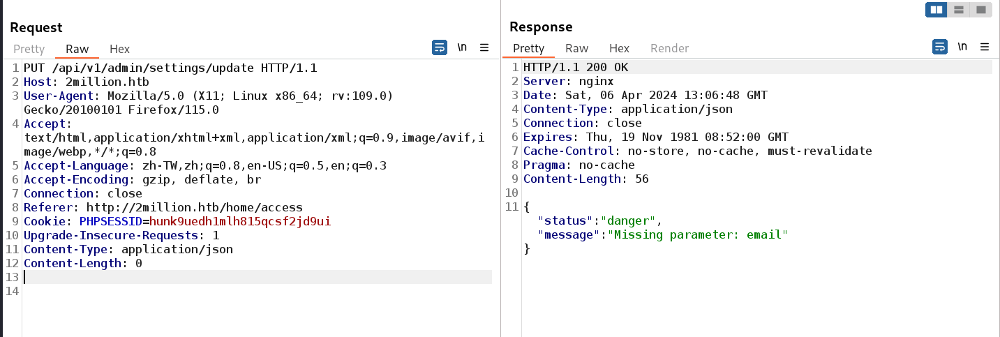 Request
Pretty Raw Hex \n
1 PUT /api/v1/admin/settings/update HTTP/1.1
2 Host: 2million.htb
3 User-Agent: Mozilla/5.0 (X11; Linux x86_64; rv:109.0)
Gecko/20100101 Firefox/115.0
4 Accept:
text/html,application/xhtml+xml,application/xml;q=0.9,image/avif,i
mage/webp,*/*;q=0.8
5 Accept-Language: zh-TW,zh;q=0.8,en-US;q=0.5,en;q=0.3
6 Accept-Encoding: gzip, deflate, br
7 Connection: close
8 Referer: http://2million.htb/home/access
9 Cookie: PHPSESSID=hunk9uedh1mlh815qcsf2jd9ui
10 Upgrade-Insecure-Requests: 1
11 Content-Type: application/json
12 Content-Length: 0
13
14
Response
Pretty Raw Hex Render \n
1 HTTP/1.1 200 OK
2 Server: nginx
3 Date: Sat, 06 Apr 2024 13:06:48 GMT
4 Content-Type: application/json
5 Connection: close
6 Expires: Thu, 19 Nov 1981 08:52:00 GMT
7 Cache-Control: no-store, no-cache, must-revalidate
8 Pragma: no-cache
9 Content-Length: 56
10
11 {
"status":"danger",
"message":"Missing parameter: email"
}